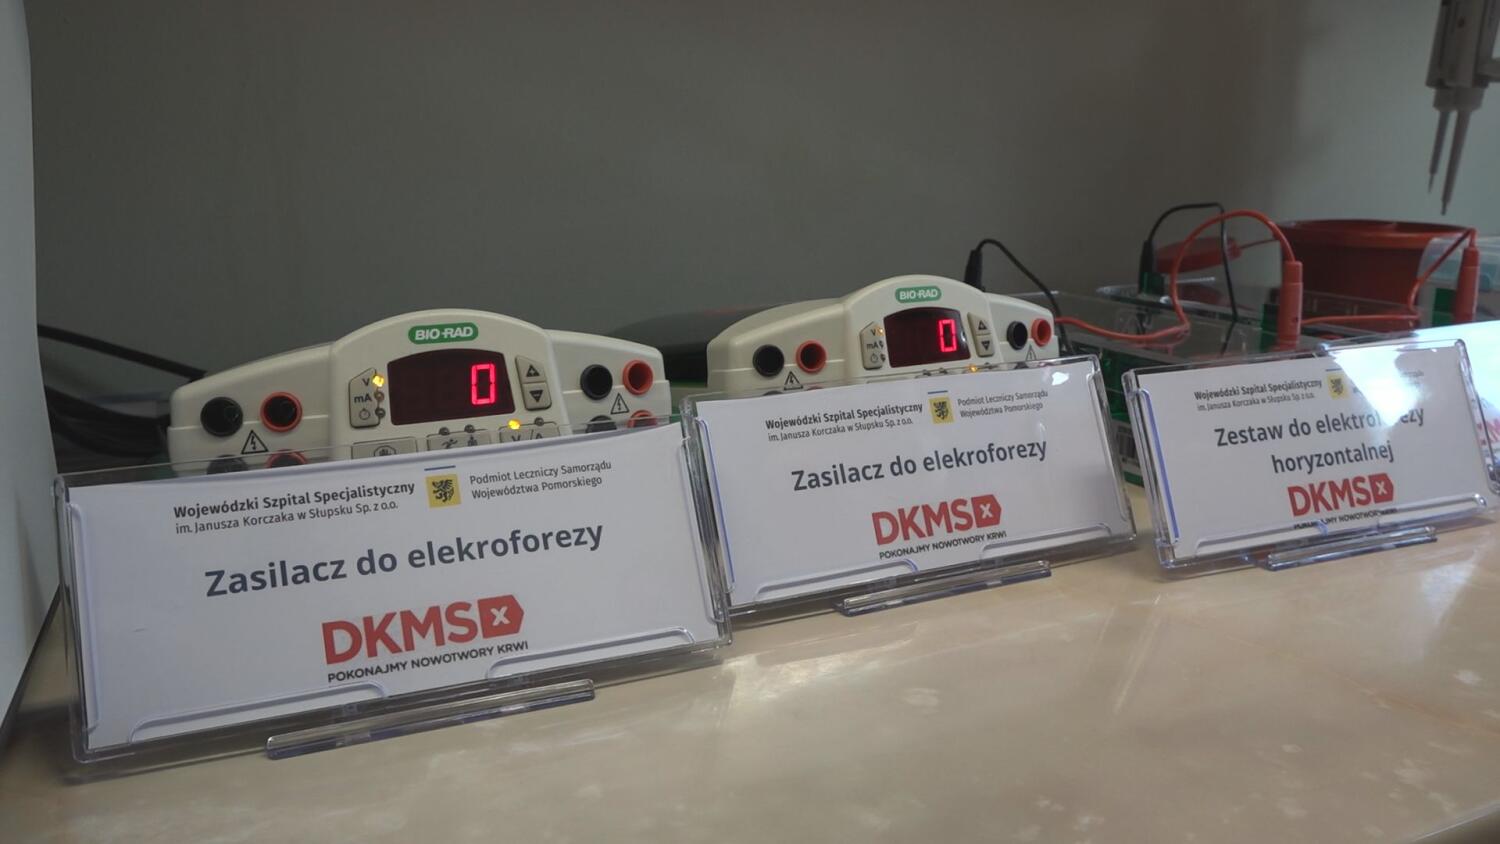 BIO-RAD
0
V
mA
BIO-RAD
0
V
mA
Wojewódzki Szpital Specjalistyczny
im. Janusza Korczaka w Słupsku Sp. z o.o.
Podmiot Leczniczy Samorządu
Województwa Pomorskiego
Zasilacz do elekroforezy
DKMS x
POKONAJMY NOWOTWORY KRWI
Wojewódzki Szpital Specjalistyczny
im. Janusza Korczaka w Słupsku Sp. z o.o.
Podmiot Leczniczy Samorządu
Województwa Pomorskiego
Zasilacz do elekroforezy
DKMS x
POKONAJMY NOWOTWORY KRWI
Wojewódzki Szpital Specjalistyczny
im. Janusza Korczaka w Słupsku Sp. z o.o.
Zestaw do
horyzontalnej
DKMS x
POKONAJMY NOWOTWORY KRWI